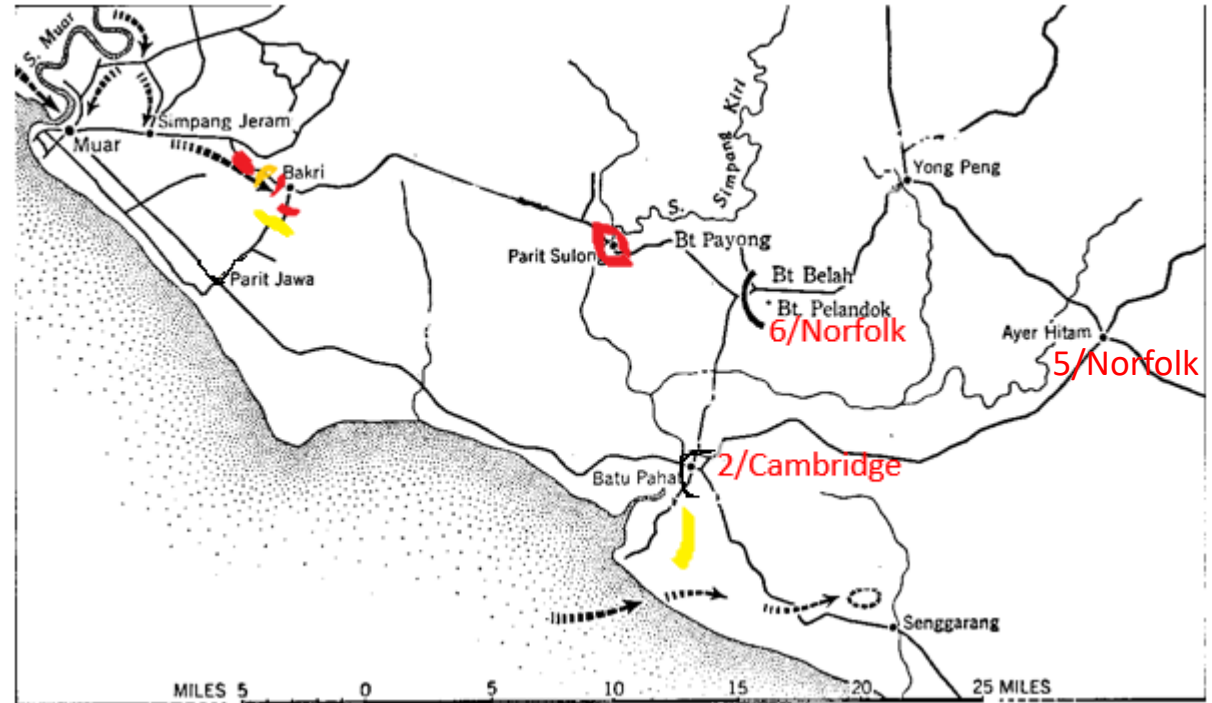 S. Muar
Simpang Jeram
Muar
Bakri
Parit Jawa
Simpang Kiri
S.
Yong Peng
Parit Sulong
Bt Payong
Bt Belah
Bt. Pelandok
6/Norfolk
Ayer Hitam
5/Norfolk
2/Cambridge
Batu Pahat
Senggarang
MILES 5 0 5 10 15 20 25 MILES